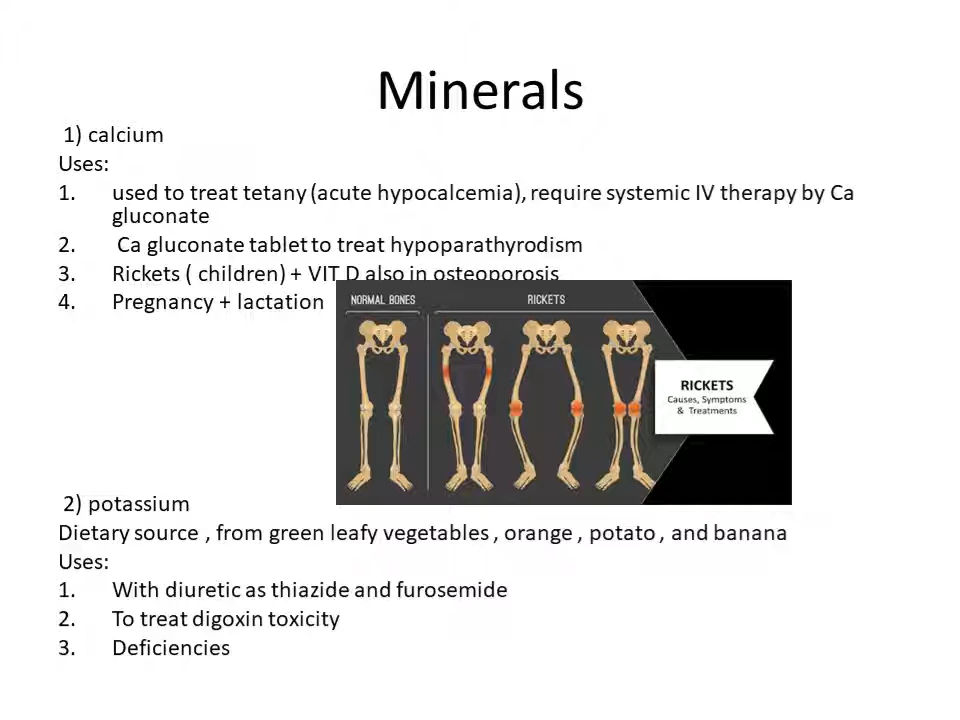 Minerals
1) calcium
Uses:
1. used to treat tetany (acute hypocalcemia), require systemic IV therapy by Ca
gluconate
2. Ca gluconate tablet to treat hypoparathyrodism
3. Rickets ( children) + VIT D also in osteoporosis
4. Pregnancy + lactation
NORMAL BONES
RICKETS
RICKETS
Causes, Symptoms
& Treatments
2) potassium
Dietary source , from green leafy vegetables , orange , potato , and banana
Uses:
1. With diuretic as thiazide and furosemide
2. To treat digoxin toxicity
3. Deficiencies